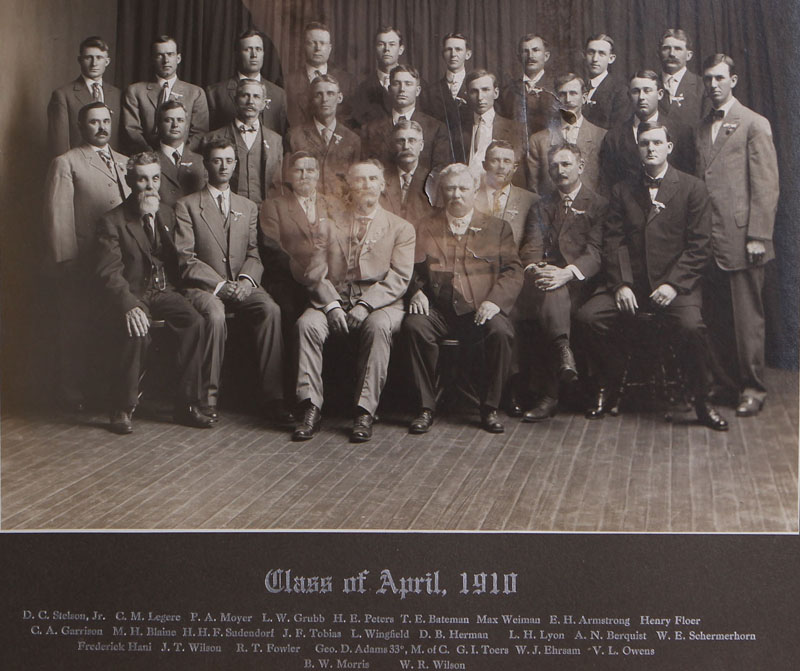 Class of April, 1910
D. C. Stelson, Jr. C. M. Legere P. A. Moyer L. W. Grubb H. E. Peters T. E. Bateman Max Weiman E. H. Armstrong Henry Floer
C. A. Garrison M. H. Blaine H. H. F. Sudendorf J. F. Tobias L. Wingfield D. B. Herman L. H. Lyon A. N. Berquist W. E. Schermerhorn
Frederick Hani J. T. Wilson R. T. Fowler Geo. D. Adams 33°, M. of C. G. I. Toers W. J. Ehrsam V. L. Owens
B. W. Morris W. R. Wilson